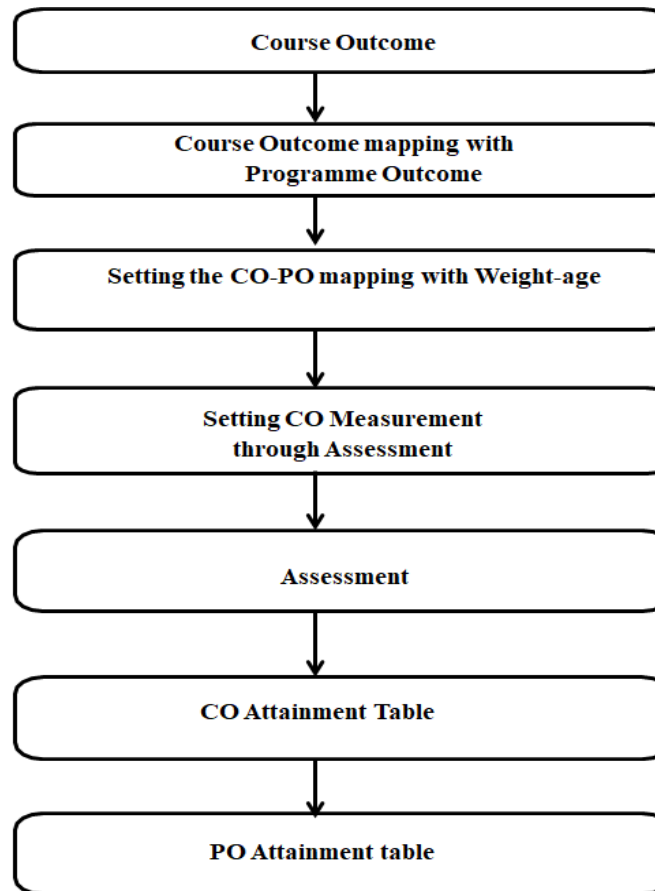 Course Outcome
Course Outcome mapping with
Programme Outcome
Setting the CO-PO mapping with Weight-age
Setting CO Measurement
through Assessment
Assessment
CO Attainment Table
PO Attainment table